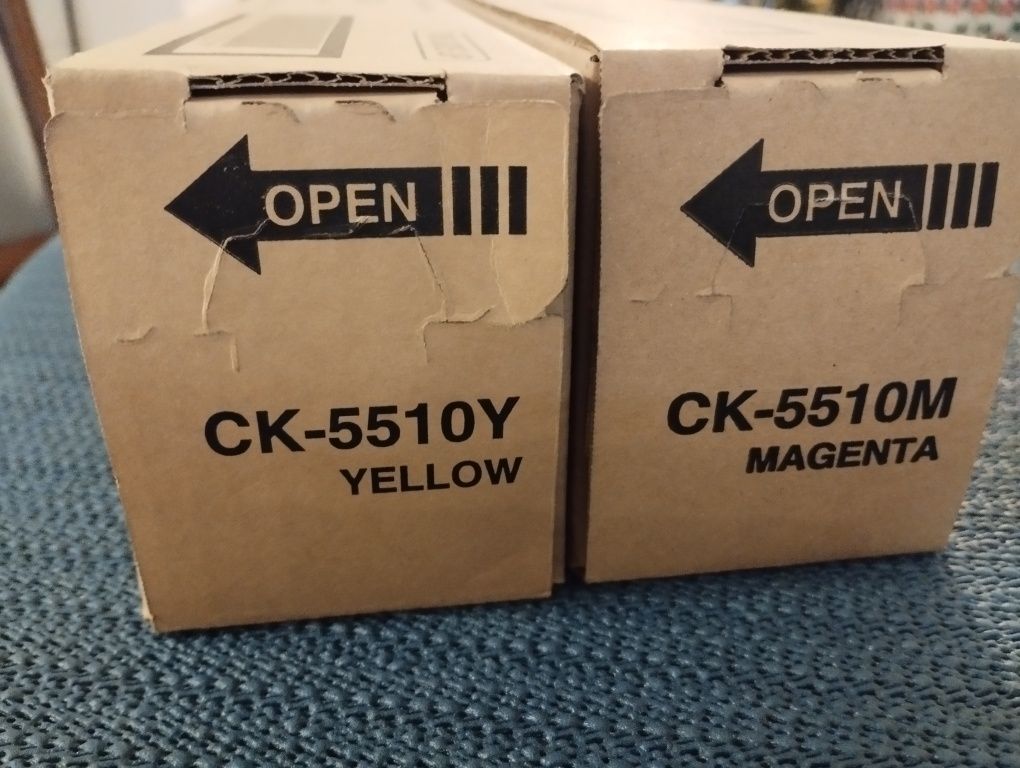 OPEN
CK-5510Y
YELLOW
OPEN
CK-5510M
MAGENTA